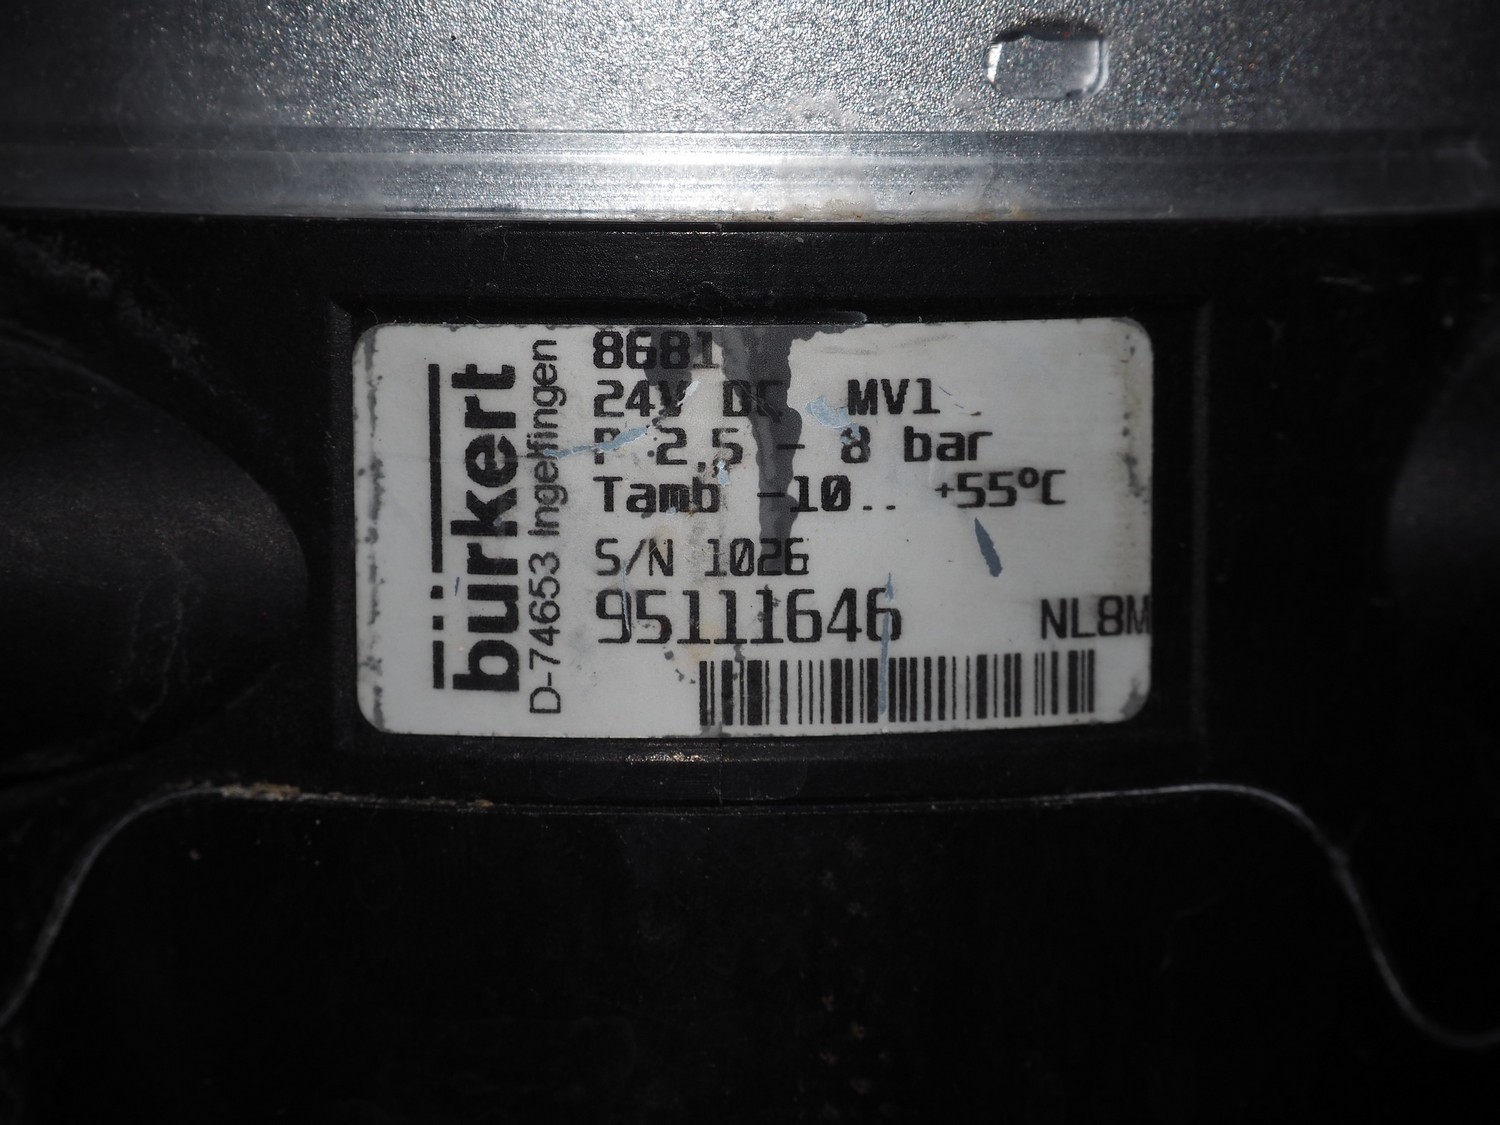 bürkert
D-74653 Ingelfingen
8681
24V DC MV1
P 2,5 - 8 bar
Tamb -10.. +55°C
S/N 1026
95111646 NL8M